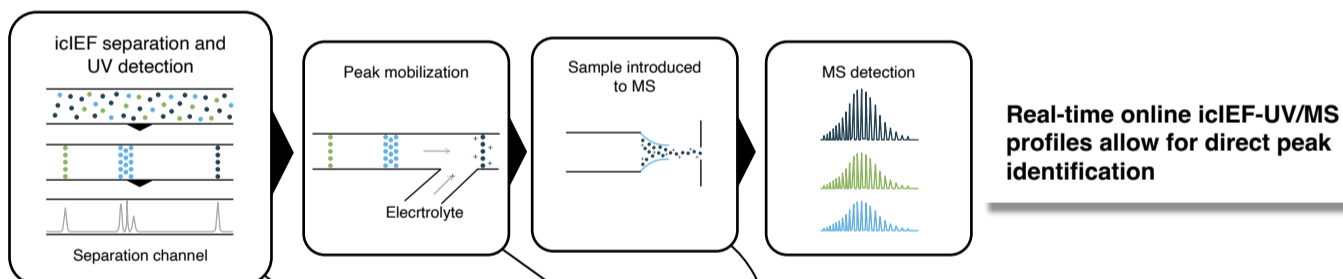 icIEF separation and
UV detection
Separation channel
Peak mobilization
Elecrtrolyte
Sample introduced
to MS
MS detection
Real-time online icIEF-UV/MS
profiles allow for direct peak
identification